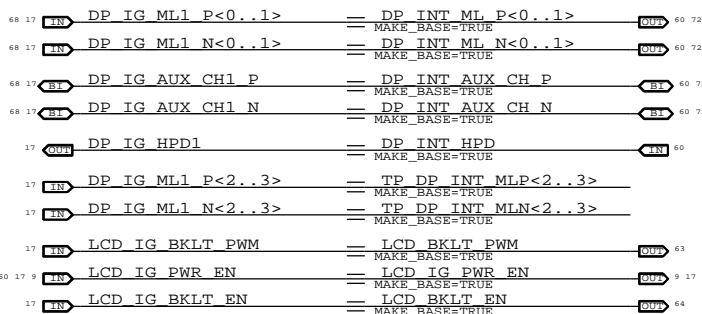 68 17 IN DP_IG_ML1_P<0..1> = DP_INT_ML_P<0..1> OUT 60 72
MAKE_BASE=TRUE
68 17 IN DP_IG_ML1_N<0..1> = DP_INT_ML_N<0..1> OUT 60 72
MAKE_BASE=TRUE
68 17 BI DP_IG_AUX_CH1_P = DP_INT_AUX_CH_P BI 60 7
MAKE_BASE=TRUE
68 17 BI DP_IG_AUX_CH1_N = DP_INT_AUX_CH_N BI 60 7
MAKE_BASE=TRUE
17 OUT DP_IG_HPD1 = DP_INT_HPD IN 60
MAKE_BASE=TRUE
17 IN DP_IG_ML1_P<2..3> = TP_DP_INT_MLP<2..3>
MAKE_BASE=TRUE
17 IN DP_IG_ML1_N<2..3> = TP_DP_INT_MLN<2..3>
MAKE_BASE=TRUE
17 IN LCD_IG_BKLT_PWM = LCD_BKLT_PWM OUT 63
MAKE_BASE=TRUE
60 17 9 IN LCD_IG_PWR_EN = LCD_IG_PWR_EN OUT 9 17
MAKE_BASE=TRUE
17 IN LCD_IG_BKLT_EN = LCD_BKLT_EN OUT 64
MAKE_BASE=TRUE